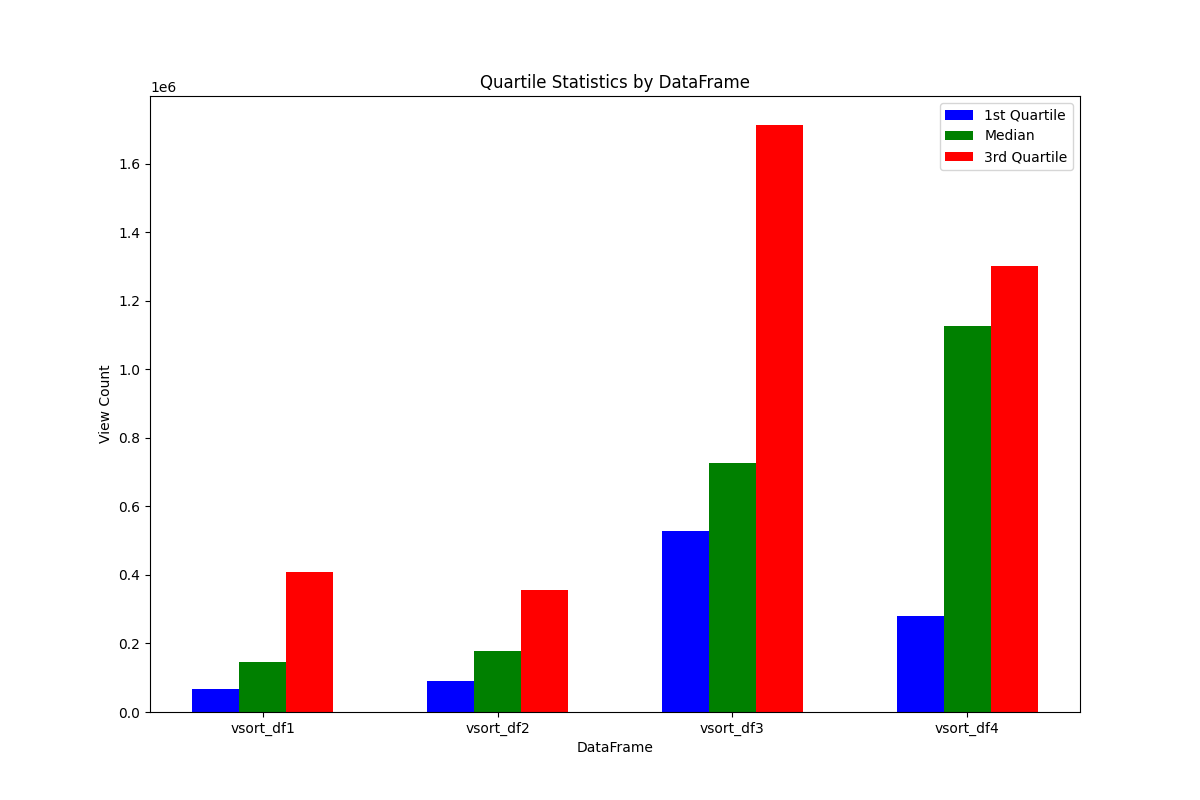 Quartile Statistics by DataFrame
1e6
1st Quartile
Median
3rd Quartile
1.6
1.4
1.2
1.0
0.8
0.6
0.4
0.2
0.0
View Count
vsort_df1
vsort_df2
vsort_df3
vsort_df4
DataFrame